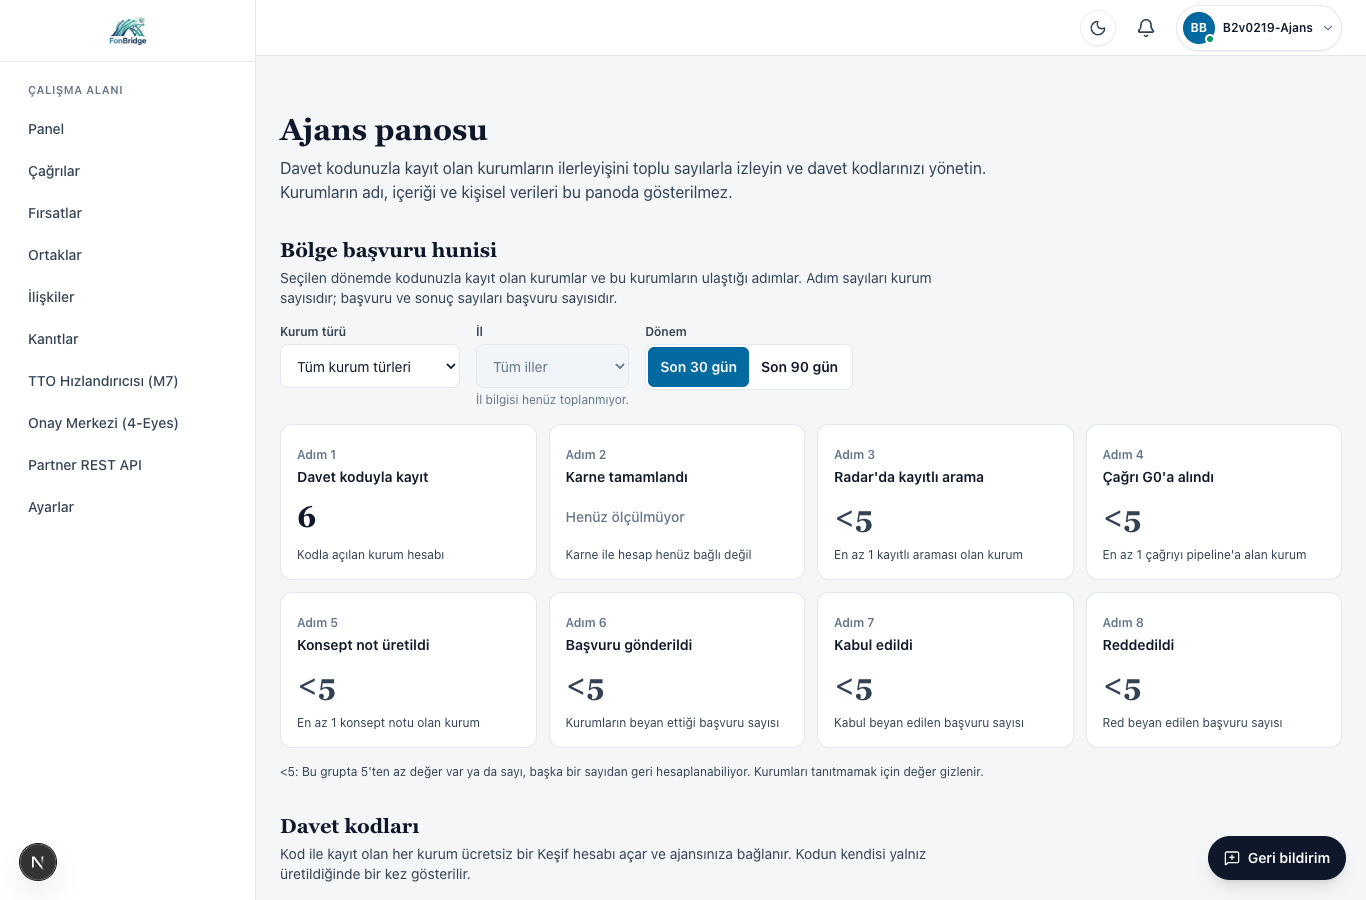 FonBridge
BB
B2v0219-Ajans
ÇALIŞMA ALANI
Panel
Çağrılar
Fırsatlar
Ortaklar
İlişkiler
Kanıtlar
TTO Hızlandırıcısı (M7)
Onay Merkezi (4-Eyes)
Partner REST API
Ayarlar
Ajans panosu
Davet kodunuzla kayıt olan kurumların ilerleyişini toplu sayılarla izleyin ve davet kodlarınızı yönetin.
Kurumların adı, içeriği ve kişisel verileri bu panoda gösterilmez.
Bölge başvuru hunisi
Seçilen dönemde kodunuzla kayıt olan kurumlar ve bu kurumların ulaştığı adımlar. Adım sayıları kurum
sayısıdır; başvuru ve sonuç sayıları başvuru sayısıdır.
Kurum türü
Tüm kurum türleri
İl
Tüm iller
İl bilgisi henüz toplanmıyor.
Dönem
Son 30 gün
Son 90 gün
Adım 1
Davet koduyla kayıt
6
Kodla açılan kurum hesabı
Adım 2
Karne tamamlandı
Henüz ölçülmüyor
Karne ile hesap henüz bağlı değil
Adım 3
Radar'da kayıtlı arama
<5
En az 1 kayıtlı araması olan kurum
Adım 4
Çağrı G0'a alındı
<5
En az 1 çağrıyı pipeline'a alan kurum
Adım 5
Konsept not üretildi
<5
En az 1 konsept notu olan kurum
Adım 6
Başvuru gönderildi
<5
Kurumların beyan ettiği başvuru sayısı
Adım 7
Kabul edildi
<5
Kabul beyan edilen başvuru sayısı
Adım 8
Reddedildi
<5
Red beyan edilen başvuru sayısı
<5: Bu grupta 5'ten az değer var ya da sayı, başka bir sayıdan geri hesaplanabiliyor. Kurumları tanıtmamak için değer gizlenir.
Davet kodları
Kod ile kayıt olan her kurum ücretsiz bir Keşif hesabı açar ve ajansınıza bağlanır. Kodun kendisi yalnız
üretildiğinde bir kez gösterilir.
N
Geri bildirim